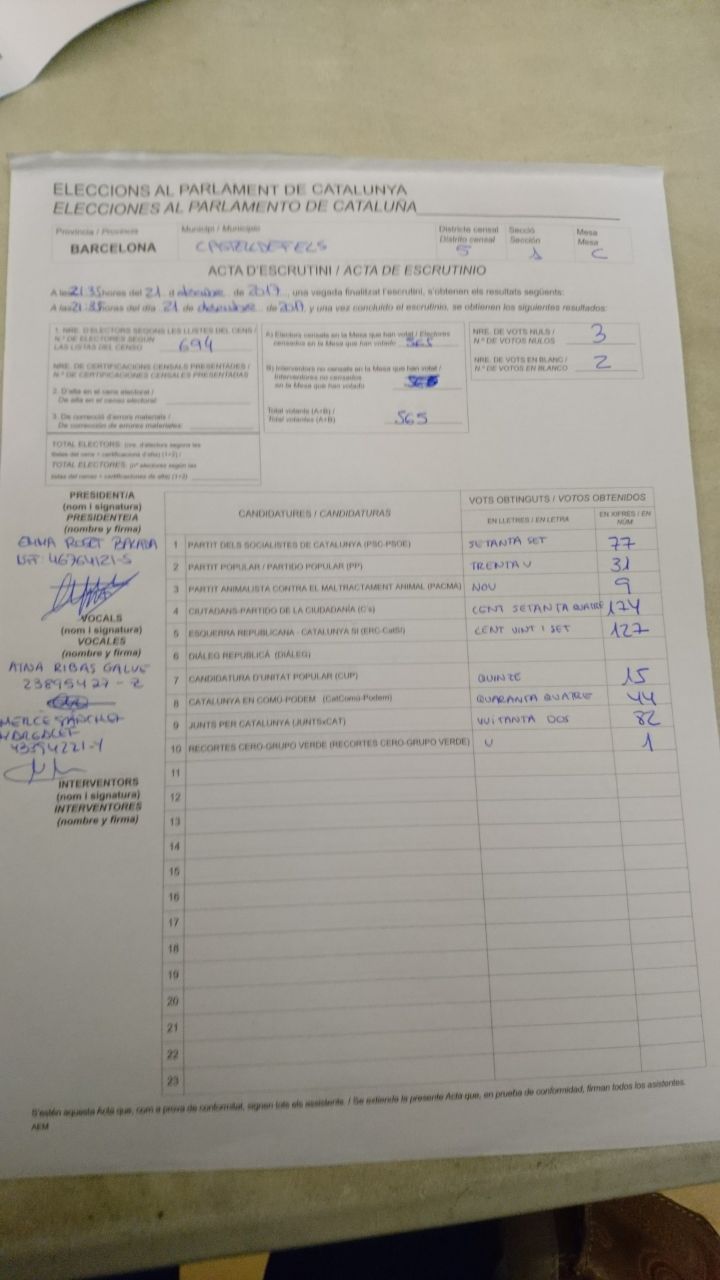 ELECCIONS AL PARLAMENT DE CATALUNYA
ELECCIONES AL PARLAMENTO DE CATALUÑA
Provincia / Provincia Municipi / Municipio Districte censal Secció Mesa
Distrito censal Sección Mesa
BARCELONA CASTELLDEFELS 5 1 C
ACTA D'ESCRUTINI / ACTA DE ESCRUTINIO
A les 21:35 hores del 21 d desembre de 2017, una vegada finalitzat l'escrutini, s'obtenen els resultats següents:
A las 21:35 horas del día 21 de de 2017, y una vez concluido el escrutinio, se obtienen los siguientes resultados:
1. NRE. D'ELECTORS SEGONS LES LLISTES DEL CENS /
N.º DE ELECTORES SEGÚN
LAS LISTAS DEL CENSO 694
NRE. DE CERTIFICACIONS CENSALS PRESENTADES /
N.º DE CERTIFICACIONES CENSALES PRESENTADAS
2. D'alta en el cens electoral /
De alta en el censo electoral
3. De correcció d'errors materials /
De corrección de errores materiales:
TOTAL ELECTORS: (nre. d'electors segons les
llistes del cens + certificacions d'alta) (1+2) /
TOTAL ELECTORES: (nº electores según las
listas del censo + certificaciones de alta) (1+2)
A) Electors censats en la Mesa que han votat / Electores
censados en la Mesa que han votado 565
B) Interventors no censats en la Mesa que han votat /
Interventores no censados
en la Mesa que han votado
Total votants (A+B) /
Total votantes (A+B) 565
NRE. DE VOTS NULS /
N.º DE VOTOS NULOS 3
NRE. DE VOTS EN BLANC /
N.º DE VOTOS EN BLANCO 2
PRESIDENT/A
(nom i signatura)
PRESIDENTE/A
(nombre y firma)
EMMA
46764121-S
VOCALS
(nom i signatura)
VOCALES
(nombre y firma)
AINA RIBAS GALVE
23895427-Z
MERCE SÁNCHEZ
43394221-Y
INTERVENTORS
(nom i signatura)
INTERVENTORES
(nombre y firma)
CANDIDATURES / CANDIDATURAS VOTS OBTINGUTS / VOTOS OBTENIDOS
EN LLETRES / EN LETRA EN XIFRES / EN NÚM
1 PARTIT DELS SOCIALISTES DE CATALUNYA (PSC-PSOE) SETANTA SET 77
2 PARTIT POPULAR / PARTIDO POPULAR (PP) TRENTA U 31
3 PARTIT ANIMALISTA CONTRA EL MALTRACTAMENT ANIMAL (PACMA) NOU 9
4 CIUTADANS-PARTIDO DE LA CIUDADANÍA (C's) CENT SETANTA QUATRE 174
5 ESQUERRA REPUBLICANA - CATALUNYA SÍ (ERC-CatSí) CENT VINT I SET 127
6 DIÀLEG REPUBLICÀ (DIÀLEG)
7 CANDIDATURA D'UNITAT POPULAR (CUP) QUINZE 15
8 CATALUNYA EN COMÚ-PODEM (CatComú-Podem) QUARANTA QUATRE 44
9 JUNTS PER CATALUNYA (JUNTSxCAT) VUITANTA DOS 82
10 RECORTES CERO-GRUPO VERDE (RECORTES CERO-GRUPO VERDE) U 1
11
12
13
14
15
16
17
18
19
20
21
22
23
S'estén aquesta Acta que, com a prova de conformitat, signen tots els assistents. / Se extiende la presente Acta que, en prueba de conformidad, firman todos los asistentes.
AEM